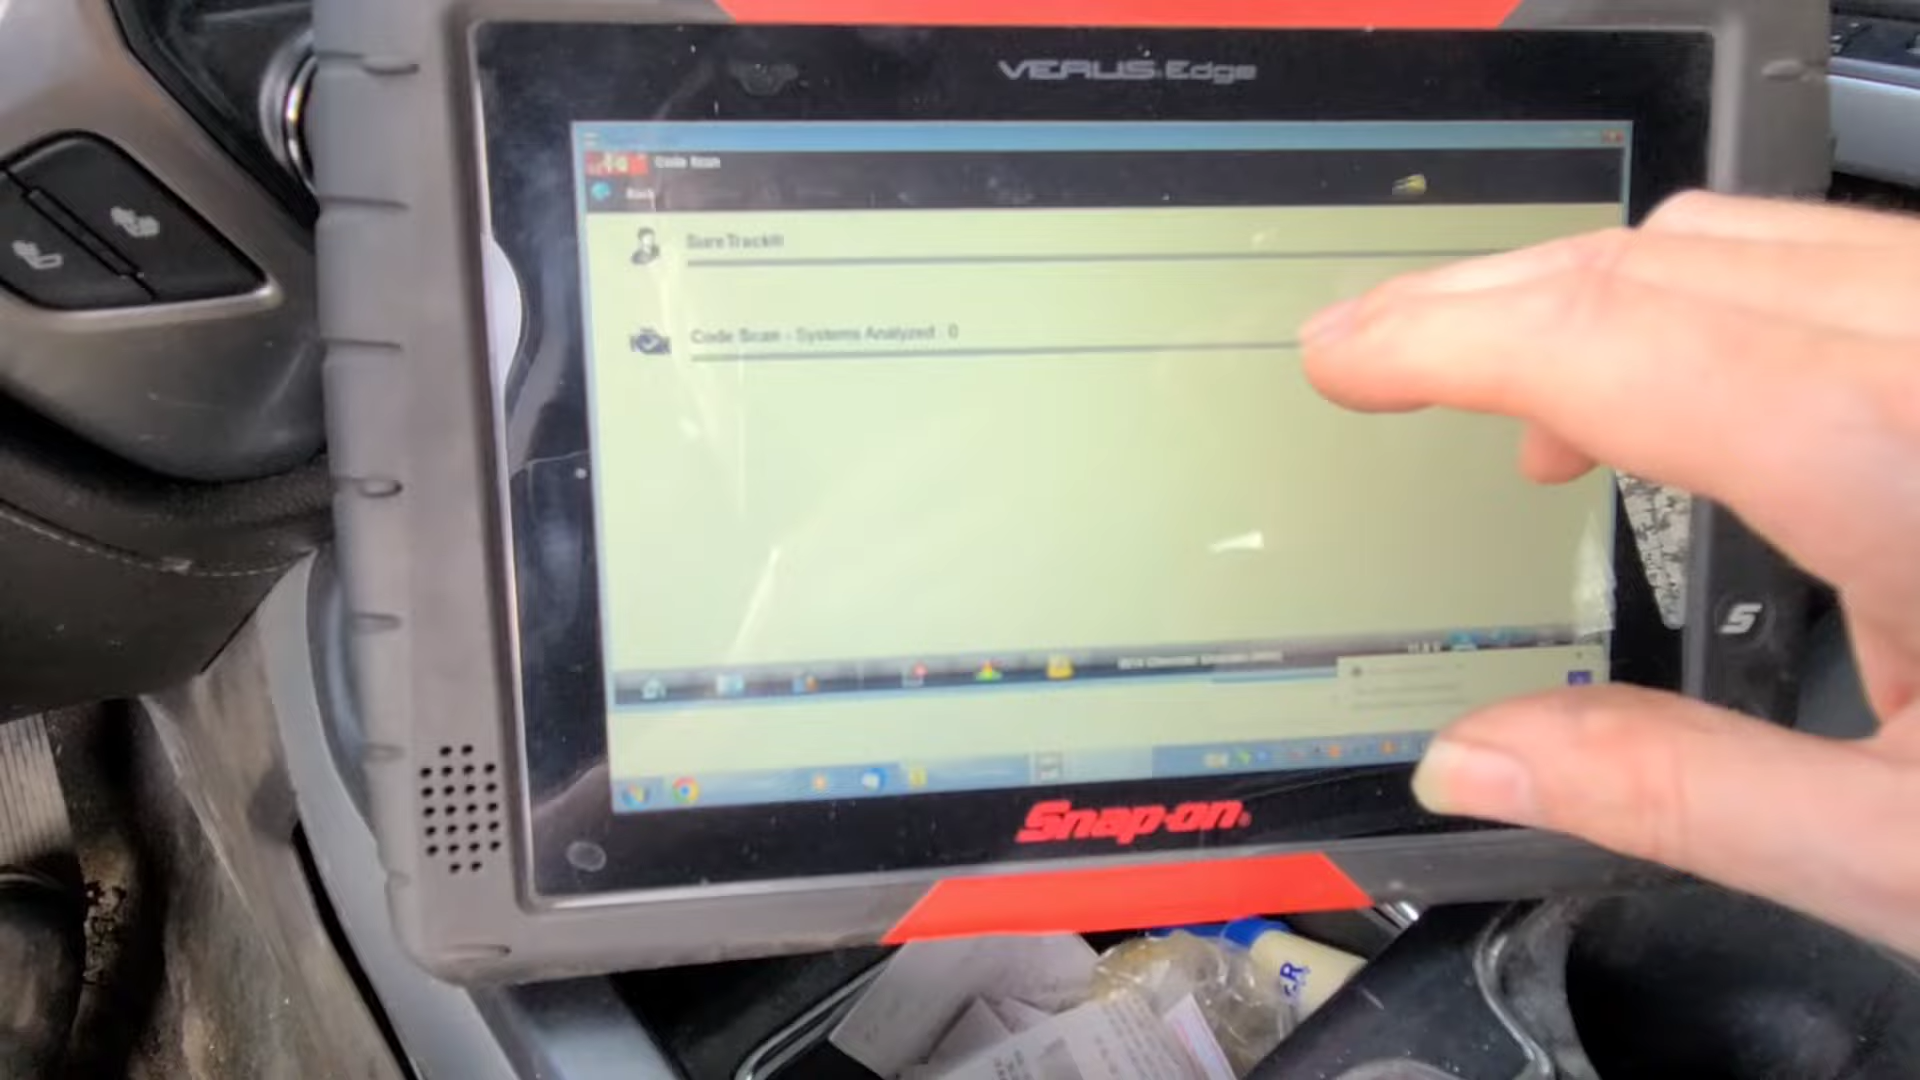 VERUS Edge
Code Scan
Back
SureTrack®
Code Scan - Systems Analyzed - 0
Snap-on
S